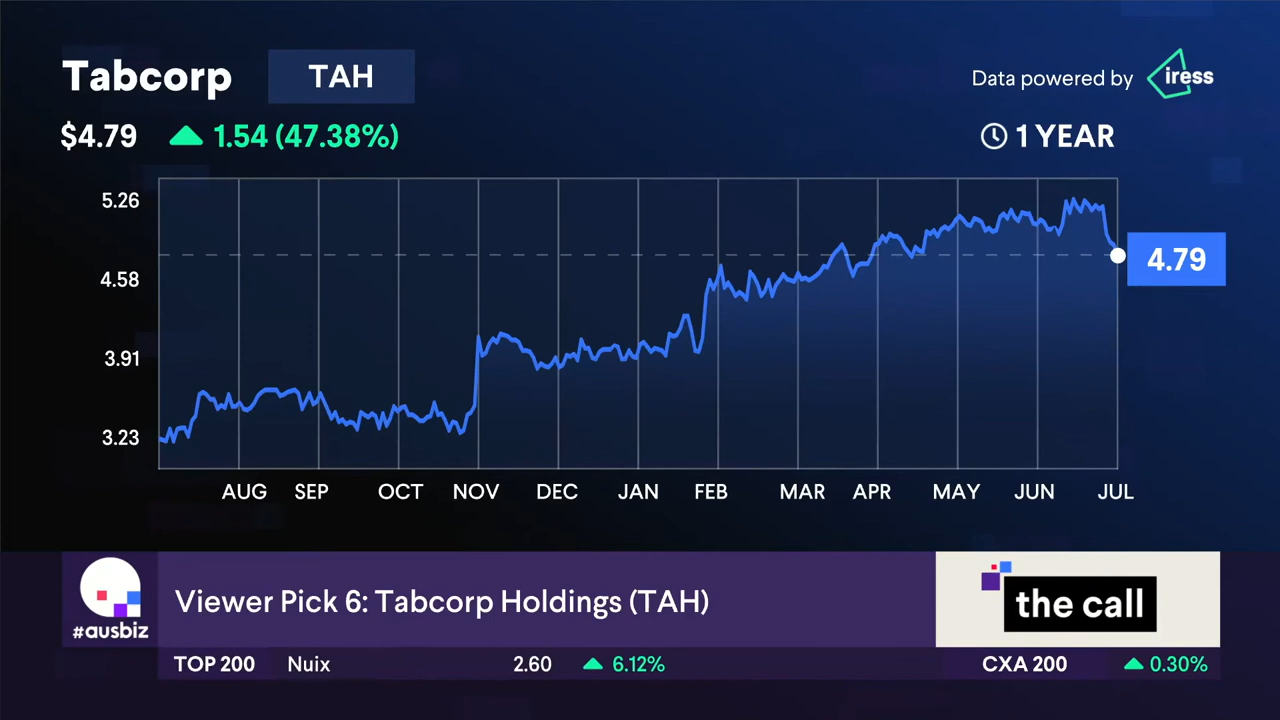 Tabcorp TAH
Data powered by iress
$4.79 ▲ 1.54 (47.38%)
1 YEAR
5.26
4.58
3.91
3.23
4.79
AUG SEP OCT NOV DEC JAN FEB MAR APR MAY JUN JUL
#ausbiz
Viewer Pick 6: Tabcorp Holdings (TAH)
the call
TOP 200 Nuix 2.60 ▲ 6.12% CXA 200 ▲ 0.30%